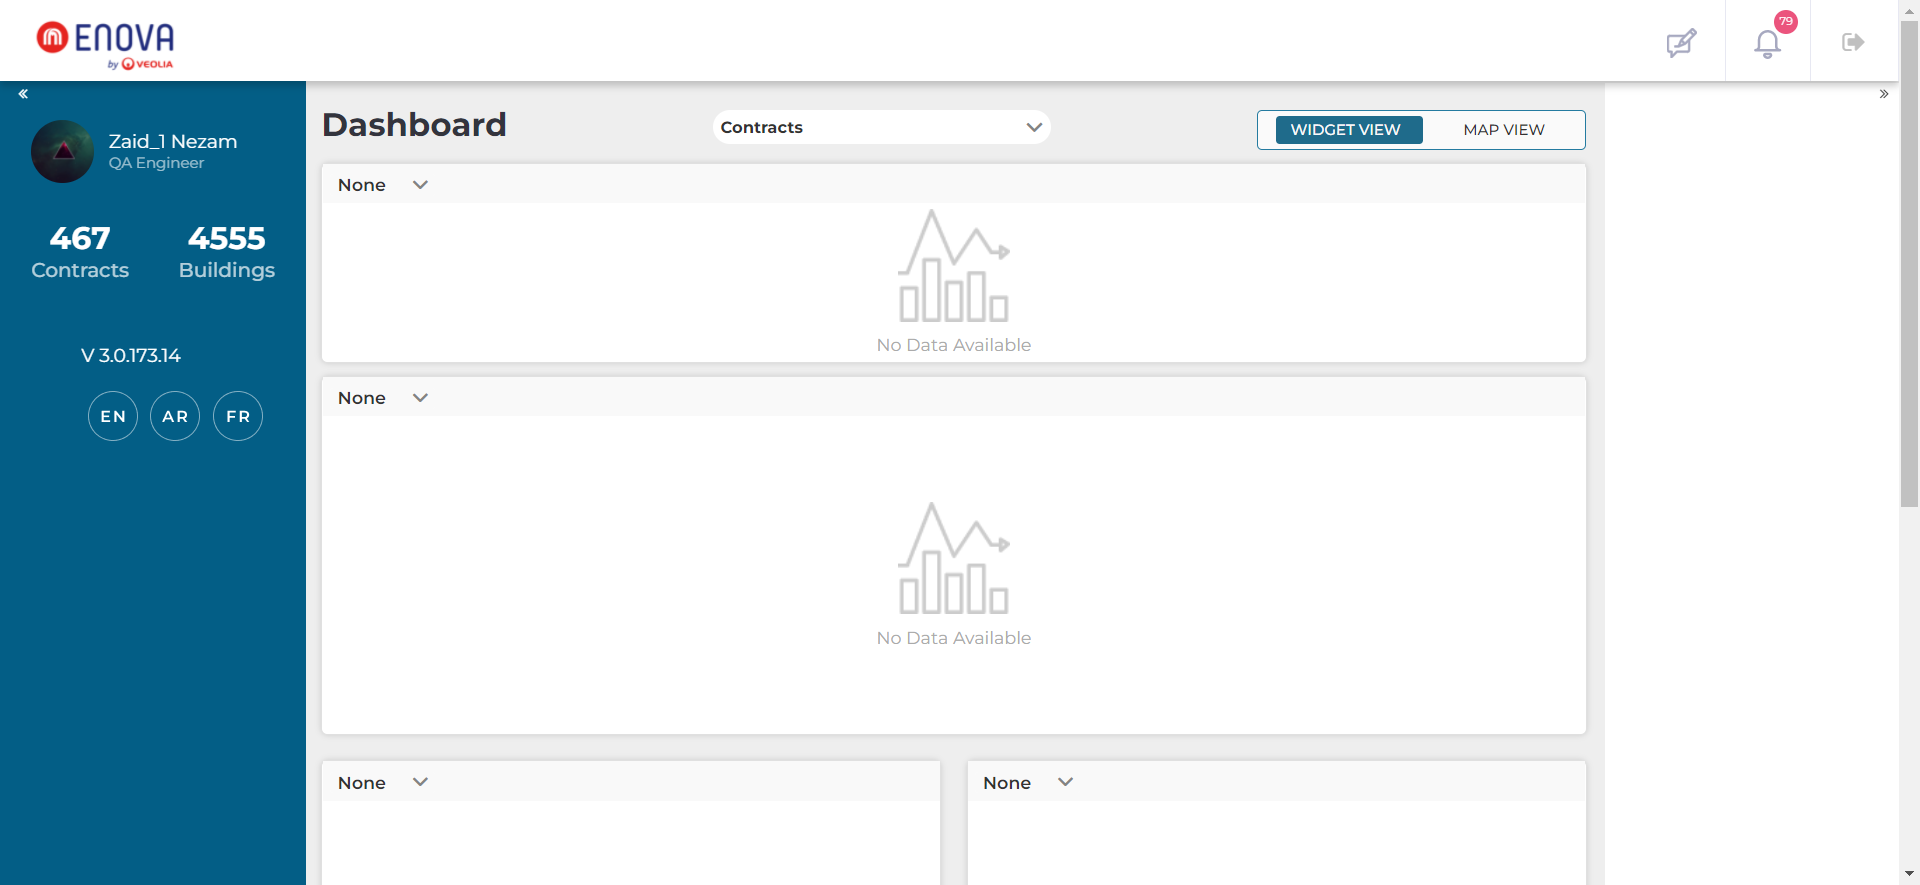 ENOVA
by VEOLIA
79
Zaid_1 Nezam
QA Engineer
467
Contracts
4555
Buildings
V 3.0.173.14
EN
AR
FR
Dashboard
Contracts
WIDGET VIEW
MAP VIEW
None
No Data Available
None
No Data Available
None
None